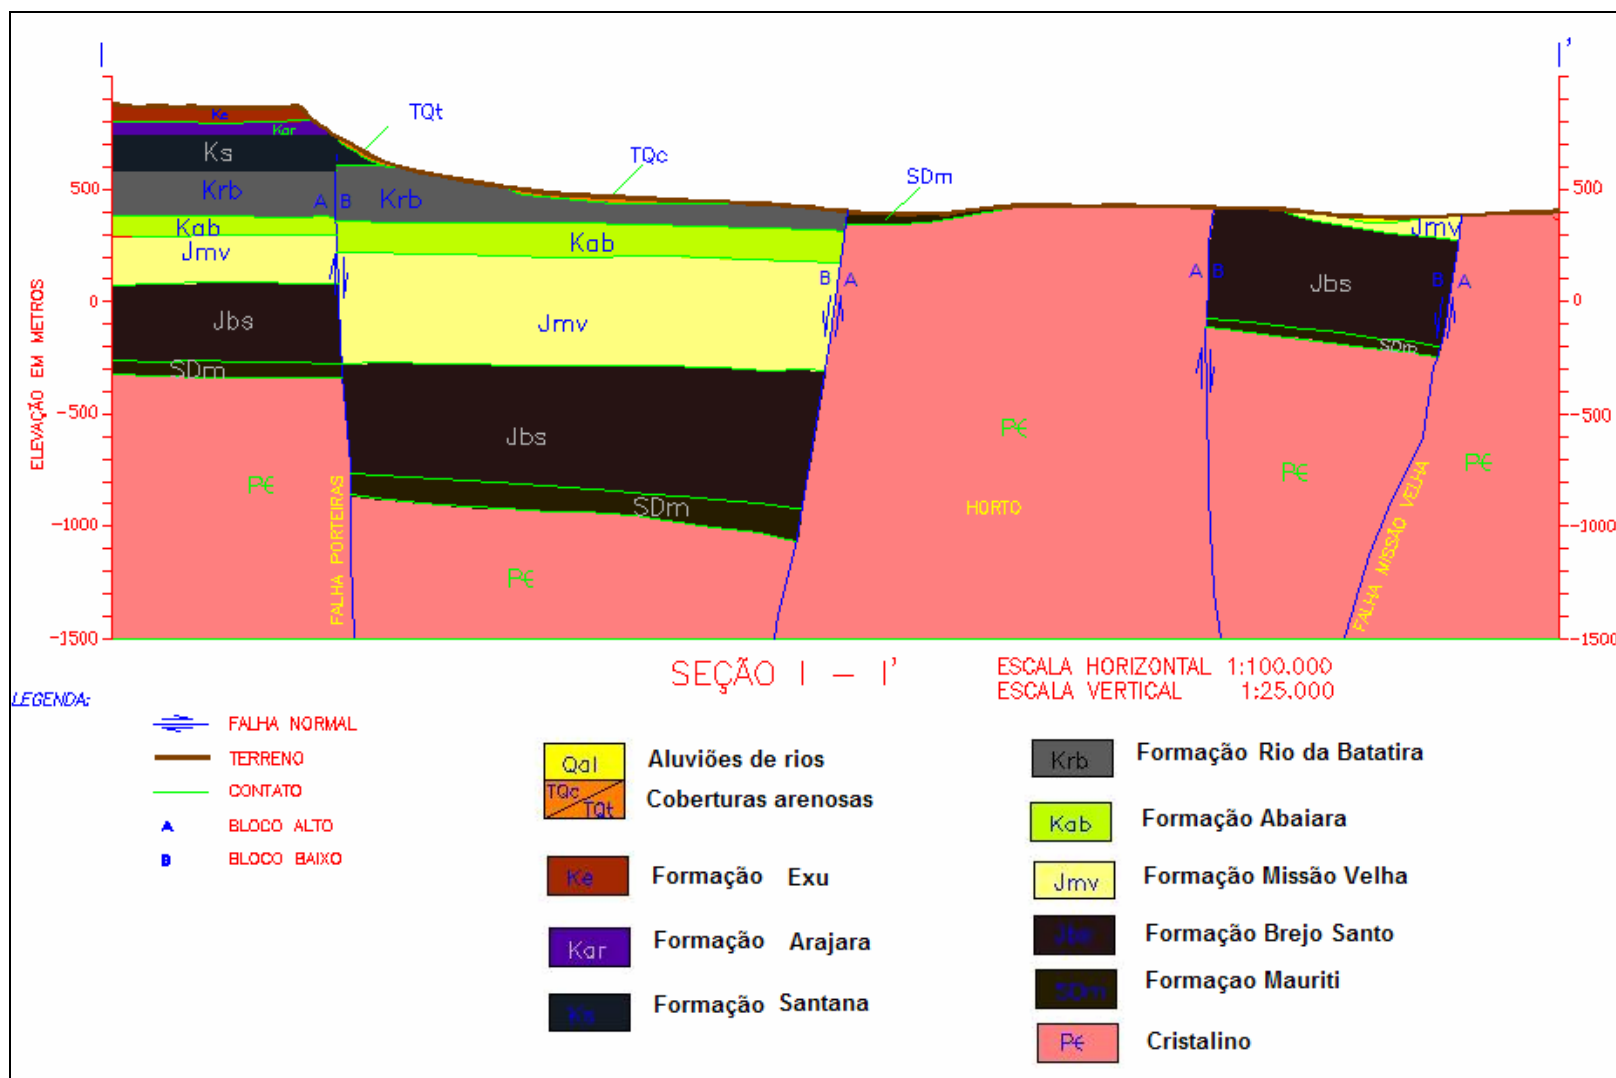 I I'
TQt
Ke
Kar
TQc
Ks
SDm
500 500
Krb A B Krb
Kab Kab Jmv
Jmv B A A B B A
Jbs
0 0
Jbs Jmv
SDm SDm
ELEVAÇÃO EM METROS
-500 -500
Jbs P€
P€ P€ P€
SDm
HORTO
-1000 -1000
FALHA PORTEIRAS
P€
FALHA MISSÃO VELHA
-1500 -1500
SEÇÃO I – I'
ESCALA HORIZONTAL 1:100.000
ESCALA VERTICAL 1:25.000
LEGENDA:
FALHA NORMAL
TERRENO
CONTATO
A BLOCO ALTO
B BLOCO BAIXO
Qal Aluviões de rios
TQc TQt Coberturas arenosas
Ke Formação Exu
Kar Formação Arajara
Ks Formação Santana
Krb Formação Rio da Batatira
Kab Formação Abaiara
Jmv Formação Missão Velha
Jbs Formação Brejo Santo
SDm Formaçao Mauriti
P€ Cristalino